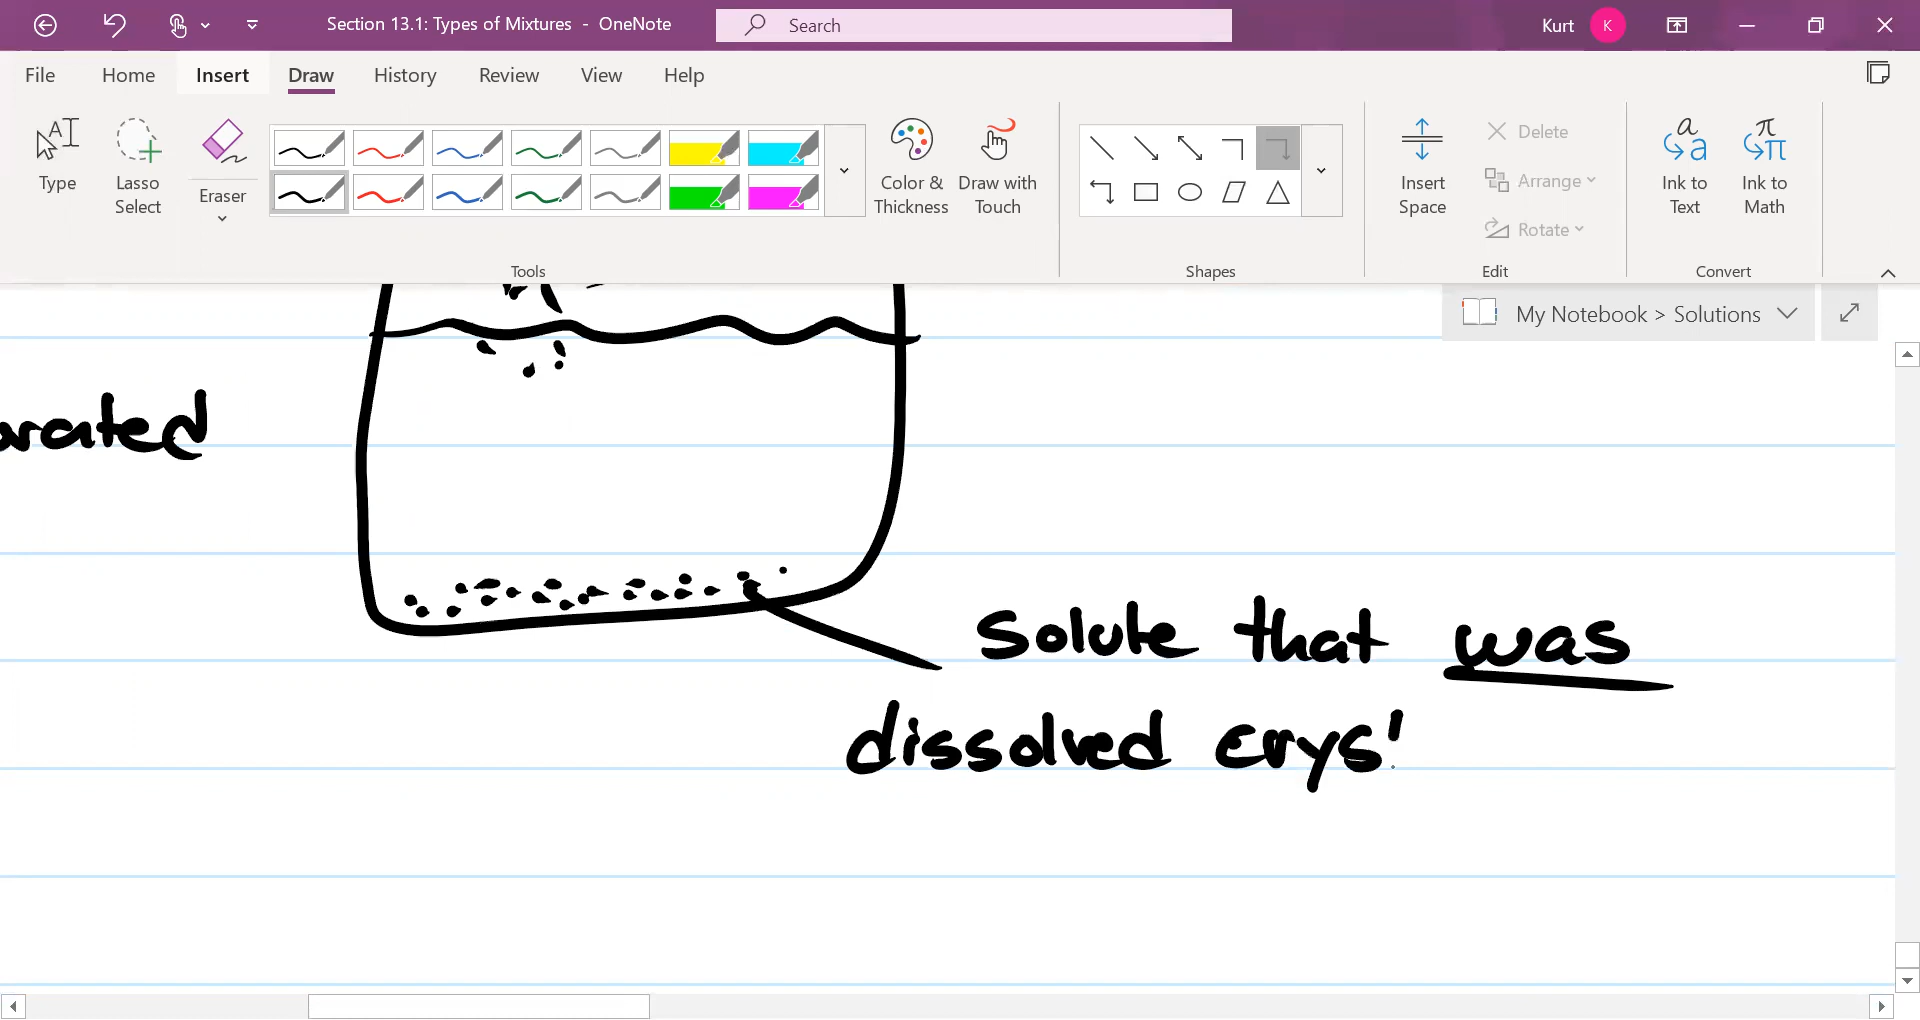 Section 13.1: Types of Mixtures - OneNote
Search
Kurt
K
File Home Insert Draw History Review View Help
Type
Lasso
Select
Eraser
Color &
Thickness
Draw with
Touch
Insert
Space
Delete
Arrange
Rotate
Ink to
Text
Ink to
Math
Tools
Shapes
Edit
Convert
My Notebook > Solutions
arated
Solute that was
dissolved crys